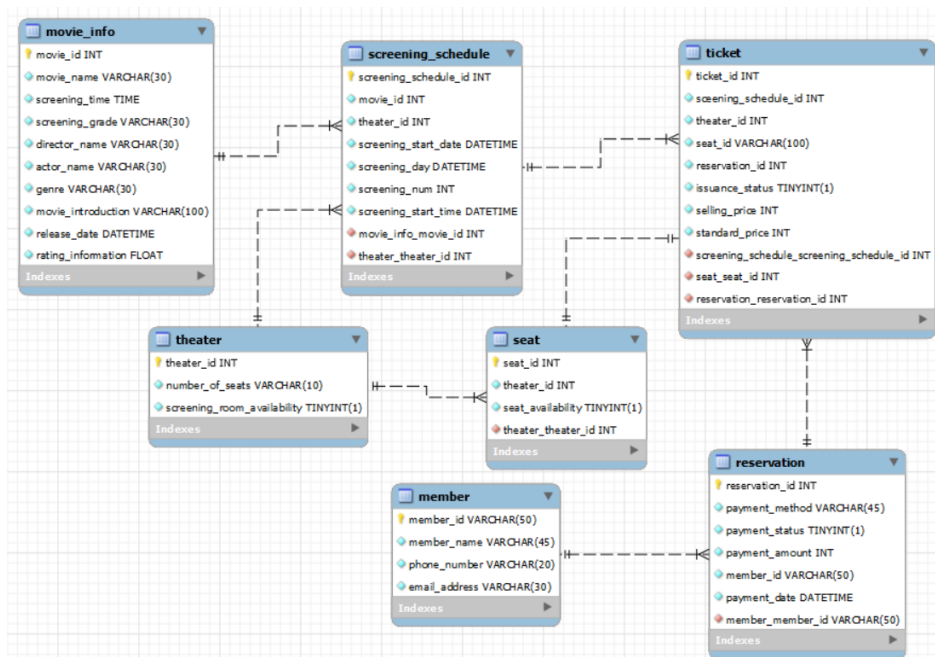 movie_info
movie_id INT
movie_name VARCHAR(30)
screening_time TIME
screening_grade VARCHAR(30)
director_name VARCHAR(30)
actor_name VARCHAR(30)
genre VARCHAR(30)
movie_introduction VARCHAR(100)
release_date DATETIME
rating_information FLOAT
Indexes
screening_schedule
screening_schedule_id INT
movie_id INT
theater_id INT
screening_start_date DATETIME
screening_day DATETIME
screening_num INT
screening_start_time DATETIME
movie_info_movie_id INT
theater_theater_id INT
Indexes
ticket
ticket_id INT
sceening_schedule_id INT
theater_id INT
seat_id VARCHAR(100)
reservation_id INT
issuance_status TINYINT(1)
selling_price INT
standard_price INT
screening_schedule_screening_schedule_id INT
seat_seat_id INT
reservation_reservation_id INT
Indexes
theater
theater_id INT
number_of_seats VARCHAR(10)
screening_room_availability TINYINT(1)
Indexes
seat
seat_id INT
theater_id INT
seat_availability TINYINT(1)
theater_theater_id INT
Indexes
member
member_id VARCHAR(50)
member_name VARCHAR(45)
phone_number VARCHAR(20)
email_address VARCHAR(30)
Indexes
reservation
reservation_id INT
payment_method VARCHAR(45)
payment_status TINYINT(1)
payment_amount INT
member_id VARCHAR(50)
payment_date DATETIME
member_member_id VARCHAR(50)
Indexes